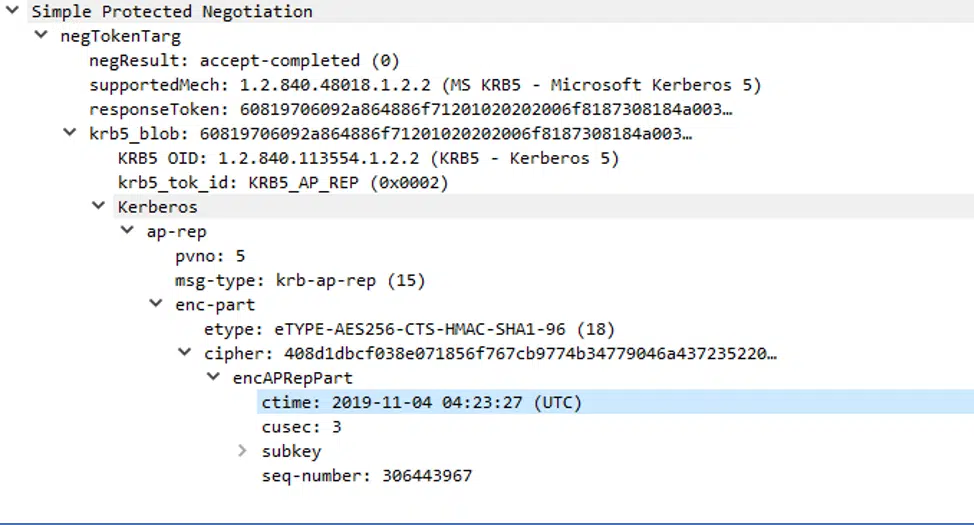 Simple Protected Negotiation
negTokenTarg
negResult: accept-completed (0)
supportedMech: 1.2.840.48018.1.2.2 (MS KRB5 - Microsoft Kerberos 5)
responseToken: 60819706092a864886f71201020202006f8187308184a003…
krb5_blob: 60819706092a864886f71201020202006f8187308184a003…
KRB5 OID: 1.2.840.113554.1.2.2 (KRB5 - Kerberos 5)
krb5_tok_id: KRB5_AP_REP (0x0002)
Kerberos
ap-rep
pvno: 5
msg-type: krb-ap-rep (15)
enc-part
etype: eTYPE-AES256-CTS-HMAC-SHA1-96 (18)
cipher: 408d1dbcf038e071856f767cb9774b34779046a437235220…
encAPRepPart
ctime: 2019-11-04 04:23:27 (UTC)
cusec: 3
subkey
seq-number: 306443967